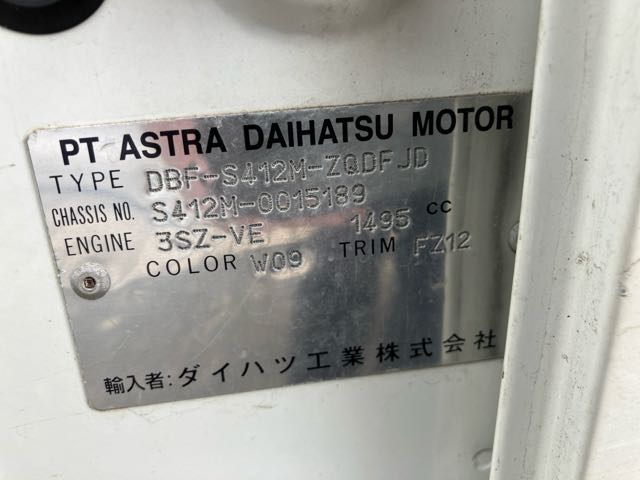 PT ASTRA DAIHATSU MOTOR
TYPE DBF-S412M-ZQDFJD
CHASSIS NO. S412M-0015189
ENGINE 3SZ-VE 1495 CC
COLOR W09 TRIM FZ12
輸入者:ダイハツ工業株式会社